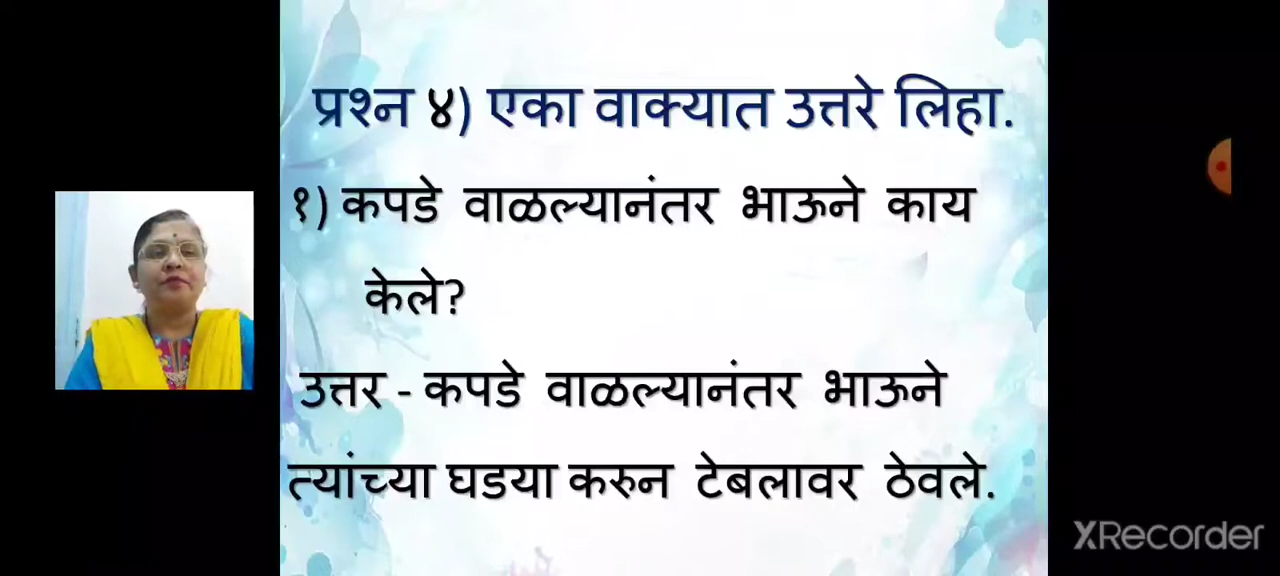 प्रश्न ४) एका वाक्यात उत्तरे लिहा.
१) कपडे वाळल्यानंतर भाऊने काय
केले?
उत्तर - कपडे वाळल्यानंतर भाऊने
त्यांच्या घडया करुन टेबलावर ठेवले.
XRecorder